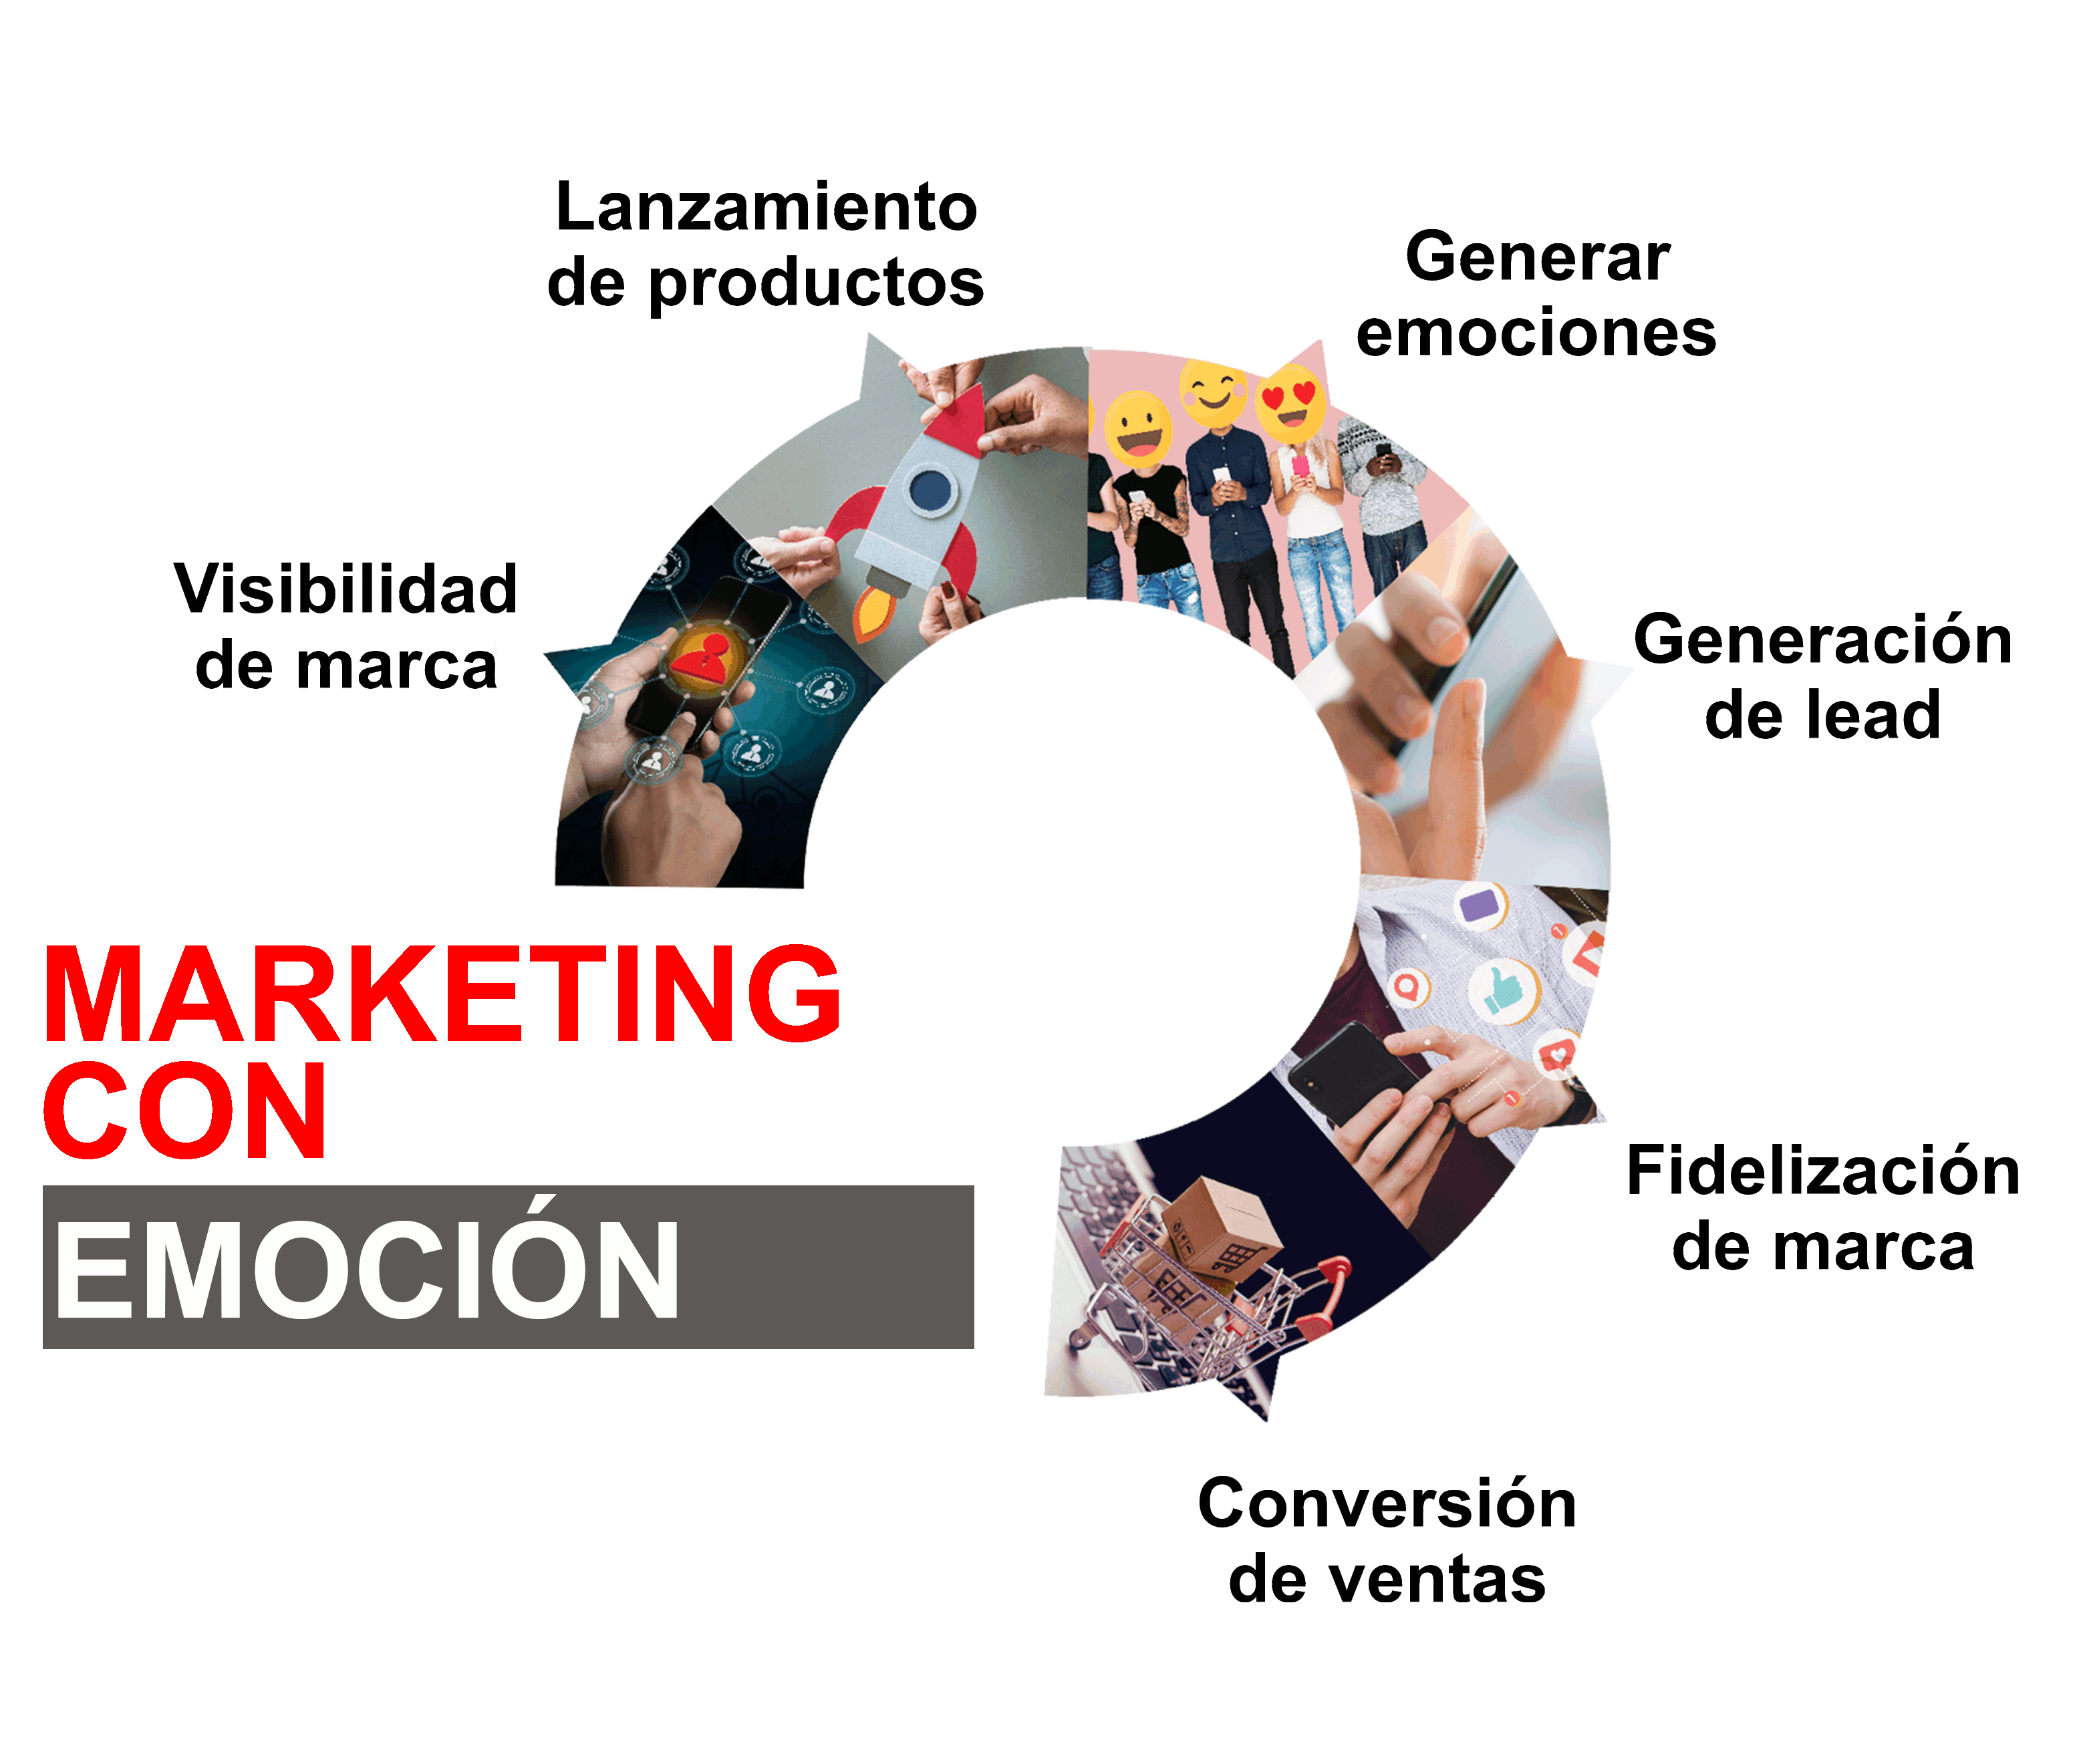 Lanzamiento
de productos
Generar
emociones
Visibilidad
de marca
Generación
de lead
MARKETING
CON
EMOCIÓN
Fidelización
de marca
Conversión
de ventas